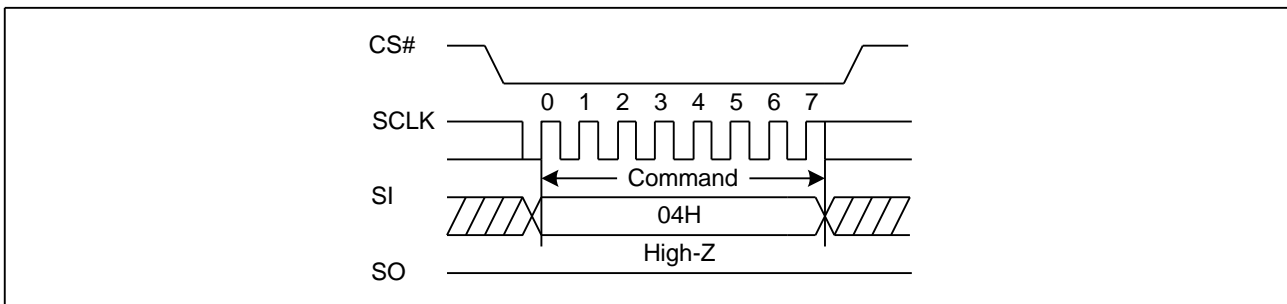 CS#
0 1 2 3 4 5 6 7
SCLK
Command
SI
04H
High-Z
SO